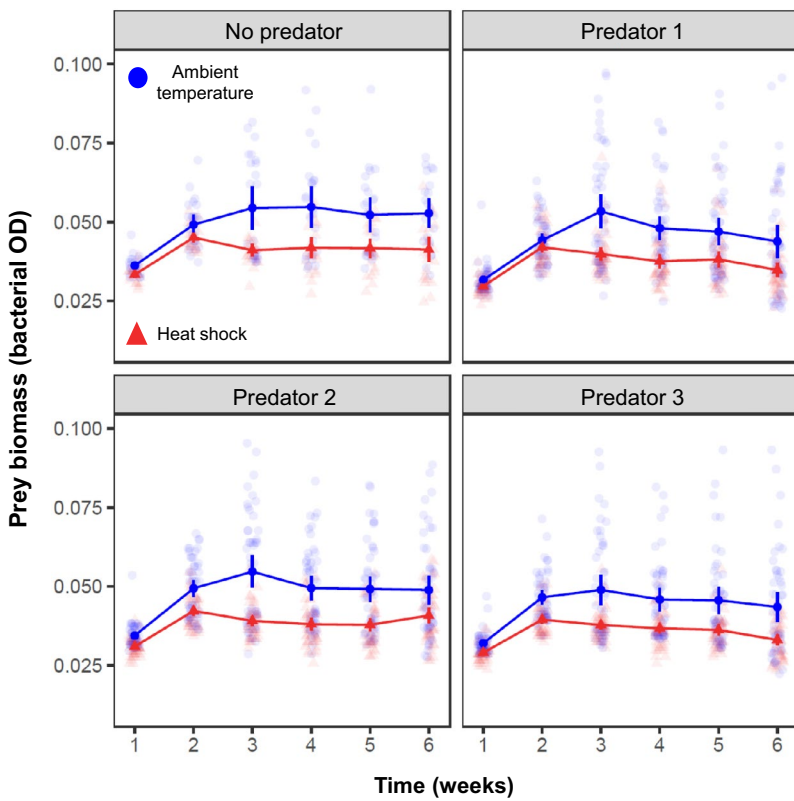 No predator
Predator 1
Ambient
temperature
Heat shock
0.100
0.075
0.050
0.025
Predator 2
Predator 3
0.100
0.075
0.050
0.025
1 2 3 4 5 6
1 2 3 4 5 6
Prey biomass (bacterial OD)
Time (weeks)